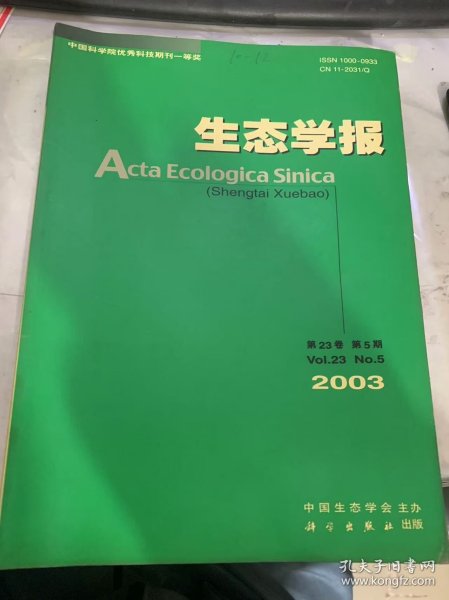 中国科学院优秀科技期刊一等奖
10-12
ISSN 1000-0933
CN 11-2031/Q
生态学报
Acta Ecologica Sinica
(Shengtai Xuebao)
第23卷 第5期
Vol.23 No.5
2003
中国生态学会 主办
科学出版社 出版
孔夫子旧书网
www.kongfz.com